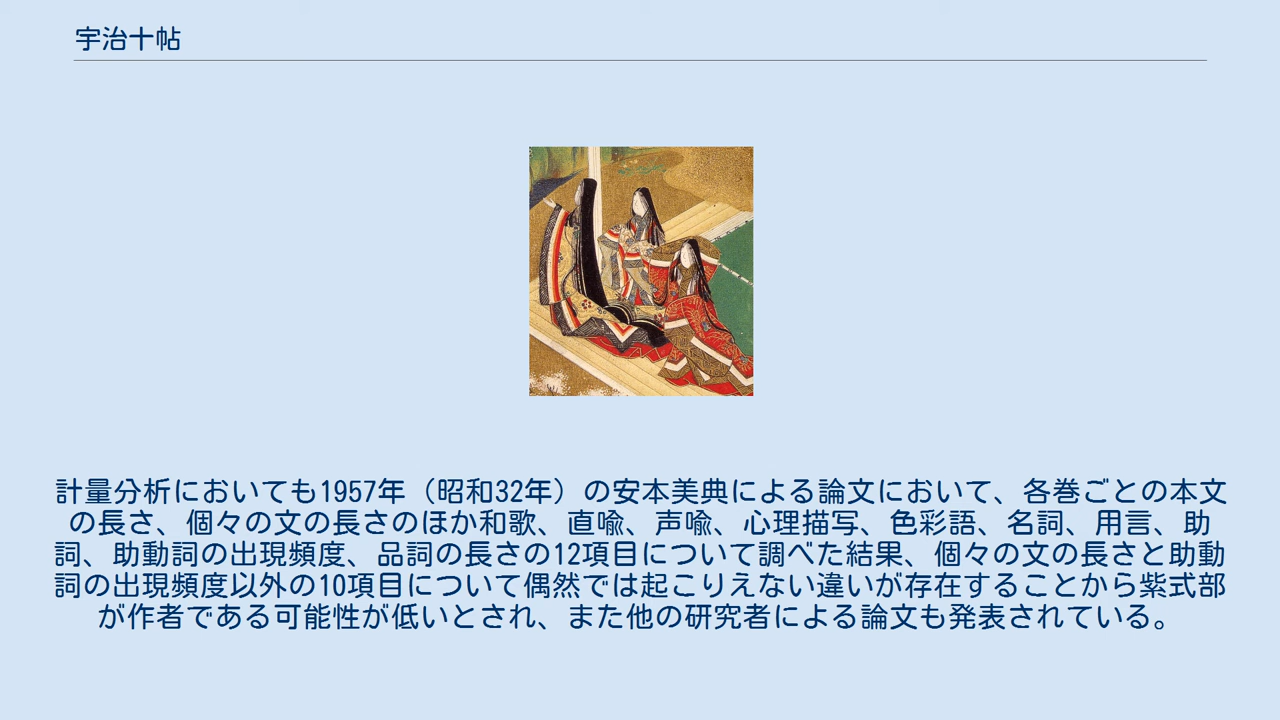 宇治十帖
計量分析においても1957年（昭和32年）の安本美典による論文において、各巻ごとの本文
の長さ、個々の文の長さのほか和歌、直喩、声喩、心理描写、色彩語、名詞、用言、助
詞、助動詞の出現頻度、品詞の長さの12項目について調べた結果、個々の文の長さと助動
詞の出現頻度以外の10項目について偶然では起こりえない違いが存在することから紫式部
が作者である可能性が低いとされ、また他の研究者による論文も発表されている。